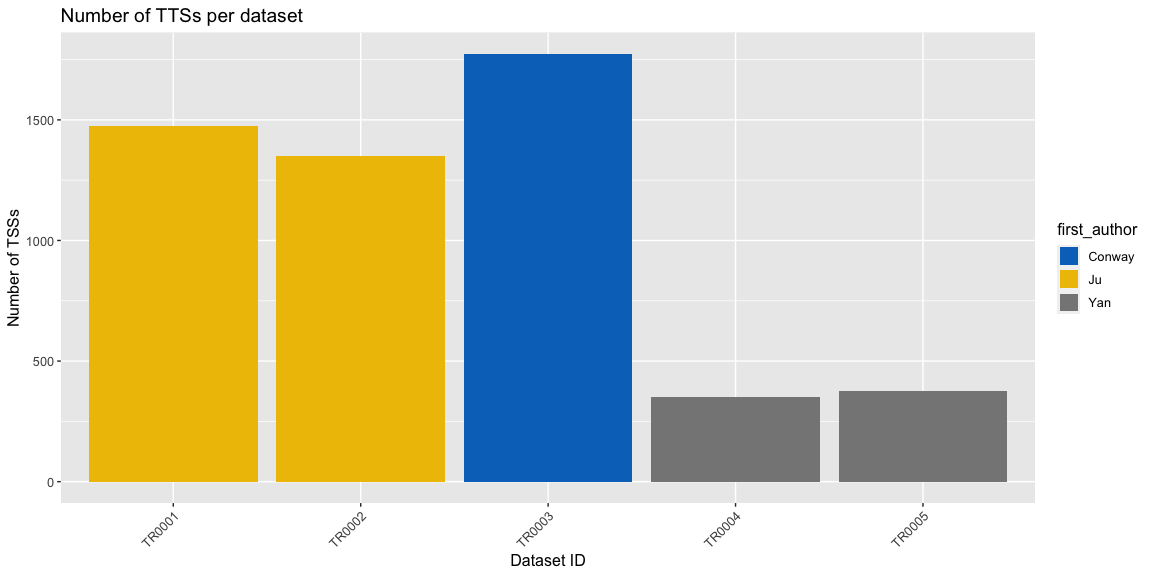 Number of TTSs per dataset
Number of TSSs
1500
1000
500
0
TR0001
TR0002
TR0003
TR0004
TR0005
Dataset ID
first_author
Conway
Ju
Yan